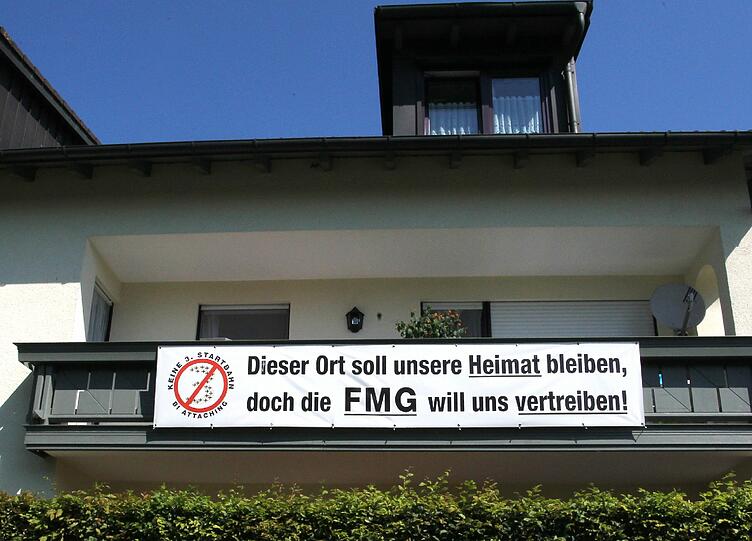 KEINE 3. STARTBAHN
BI ATTACHING
Dieser Ort soll unsere Heimat bleiben,
doch die FMG will uns vertreiben!